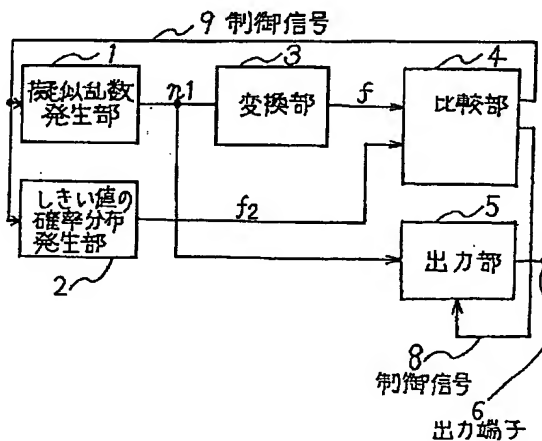 9 制御信号
1
擬似乱数
発生部
η1
3
変換部
f
4
比較部
しきい値の
確率分布
発生部
2
f2
5
出力部
8
制御信号
6
出力端子